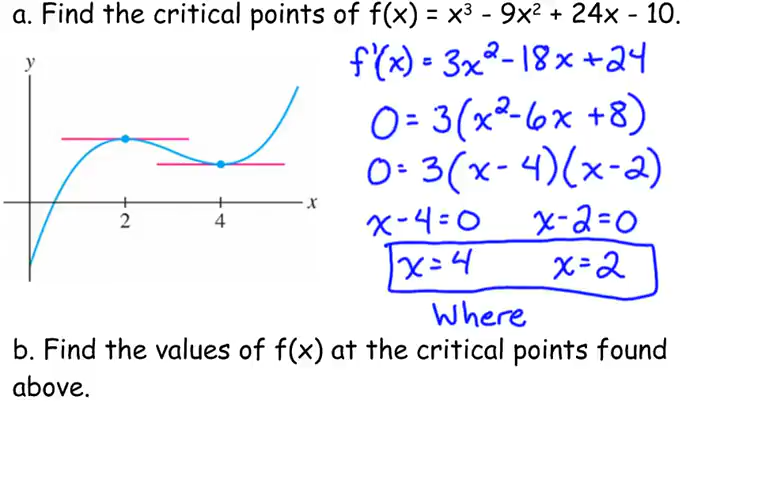 a. Find the critical points of f(x) = x³ - 9x² + 24x - 10.
y
x
2
4
f'(x) = 3x² - 18x + 24
0 = 3(x² - 6x + 8)
0 = 3(x - 4)(x - 2)
x - 4 = 0 x - 2 = 0
x = 4 x = 2
Where
b. Find the values of f(x) at the critical points found
above.